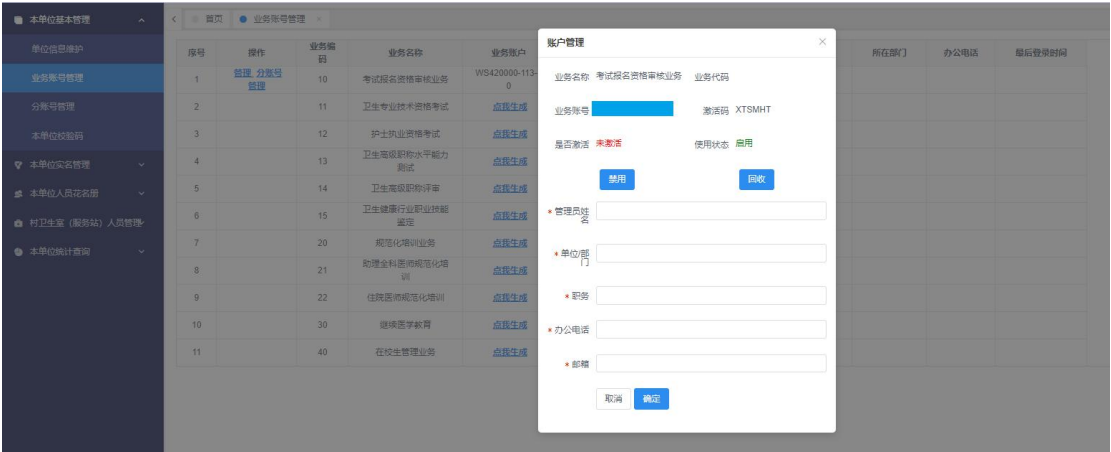 本单位基本管理
单位信息维护
业务账号管理
分账号管理
本单位校验码
本单位实名管理
本单位人员花名册
村卫生室（服务站）人员管理
本单位统计查询
首页 业务账号管理 ×
序号 操作 业务编码 业务名称 业务账户 所在部门 办公电话 最后登录时间
1 管理 分账号管理 10 考试报名资格审核业务 WS420000-113-0
2 11 卫生专业技术资格考试 点我生成
3 12 护士执业资格考试 点我生成
4 13 卫生高级职称水平能力测试 点我生成
5 14 卫生高级职称评审 点我生成
6 15 卫生健康行业职业技能鉴定 点我生成
7 20 规范化培训业务 点我生成
8 21 助理全科医师规范化培训 点我生成
9 22 住院医师规范化培训 点我生成
10 30 继续医学教育 点我生成
11 40 在校生管理业务 点我生成
账户管理 ×
业务名称 考试报名资格审核业务 业务代码
业务账号 激活码 XTSMHT
是否激活 未激活 使用状态 启用
禁用 回收
* 管理员姓名
* 单位/部门
* 职务
* 办公电话
* 邮箱
取消 确定